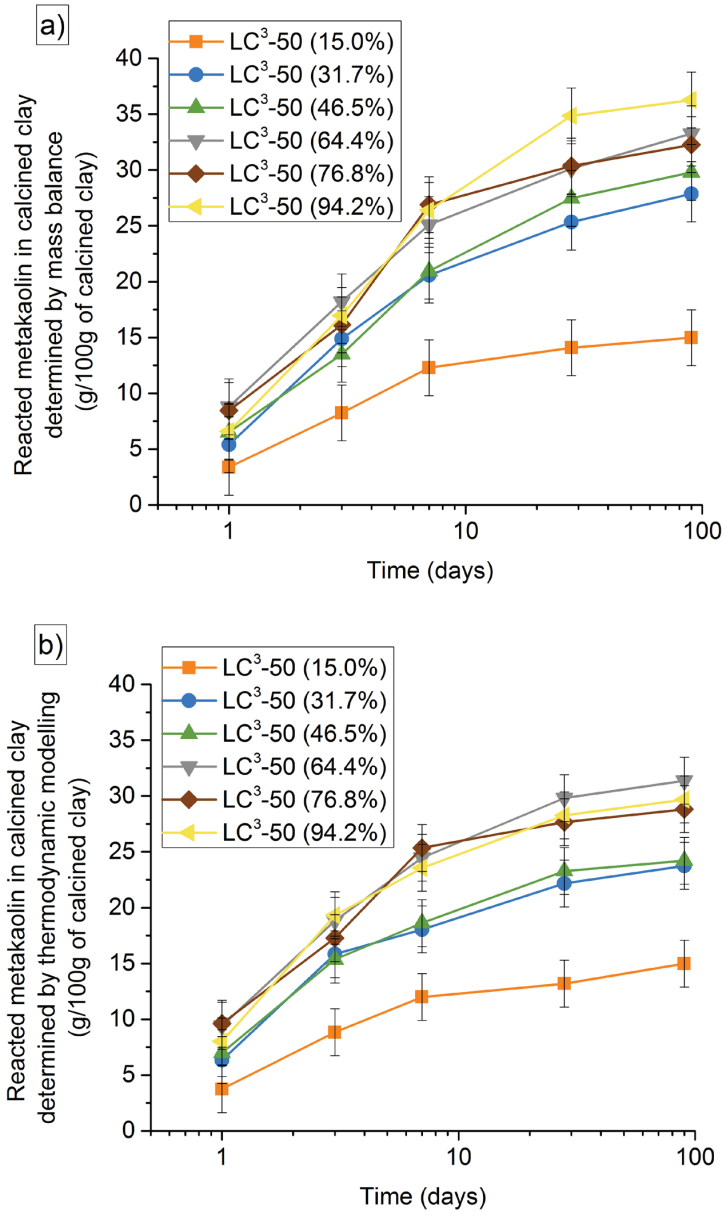 a)
LC³-50 (15.0%)
LC³-50 (31.7%)
LC³-50 (46.5%)
LC³-50 (64.4%)
LC³-50 (76.8%)
LC³-50 (94.2%)
Reacted metakaolin in calcined clay
determined by mass balance
(g/100g of calcined clay)
40
35
30
25
20
15
10
5
0
1 10 100
Time (days)
b)
LC³-50 (15.0%)
LC³-50 (31.7%)
LC³-50 (46.5%)
LC³-50 (64.4%)
LC³-50 (76.8%)
LC³-50 (94.2%)
Reacted metakaolin in calcined clay
determined by thermodynamic modelling
(g/100g of calcined clay)
40
35
30
25
20
15
10
5
0
1 10 100
Time (days)